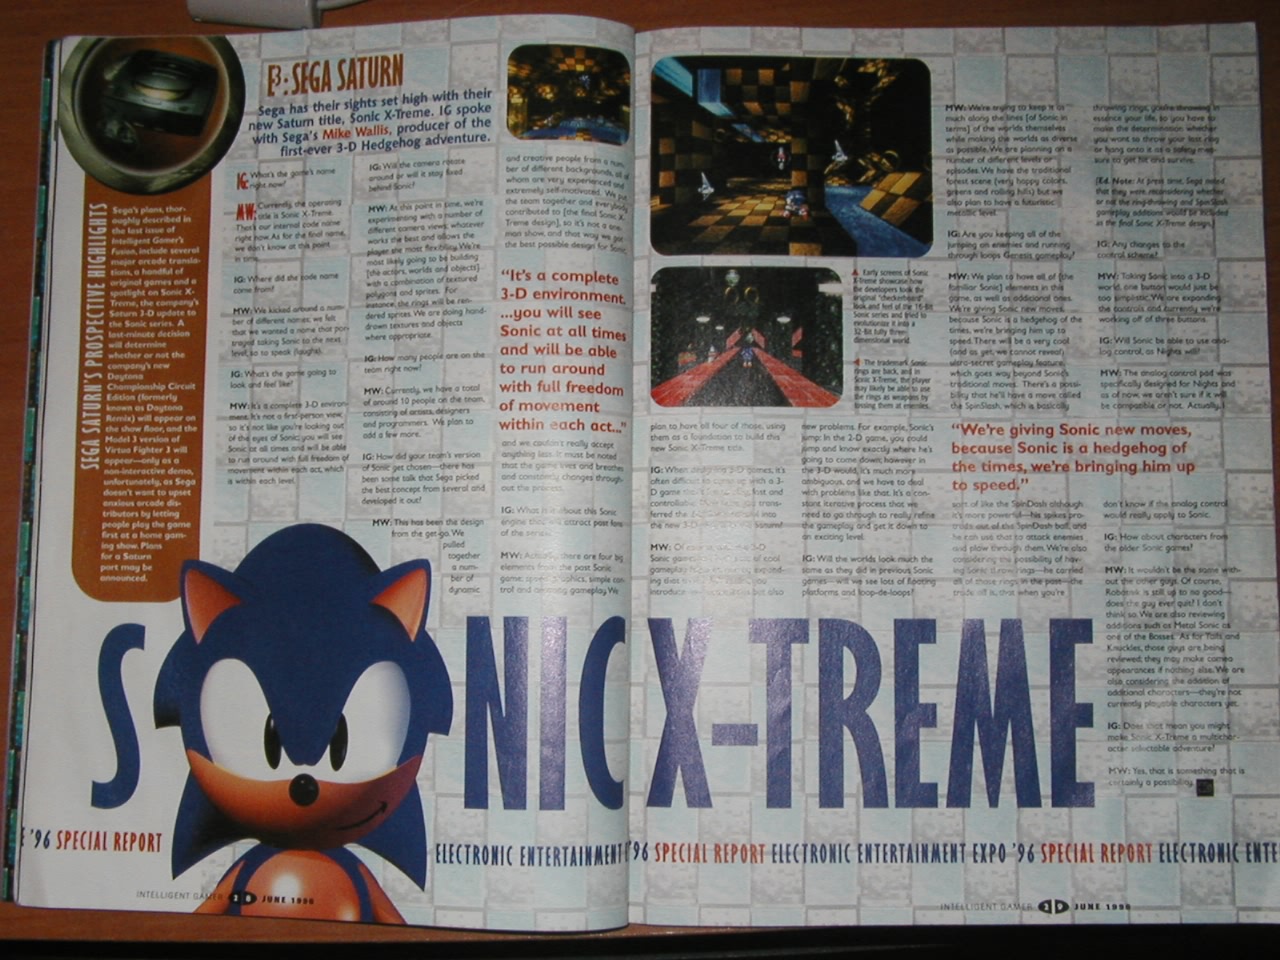 E3: SEGA SATURN
Sega has their sights set high with their
new Saturn title, Sonic X-Treme. IG spoke
with Sega's Mike Wallis, producer of the
first-ever 3-D Hedgehog adventure.
SEGA SATURN'S PROSPECTIVE HIGHLIGHTS
Sega's plans, thor-
oughly described in
the last issue of
Intelligent Gamer's
Fusion, include several
major arcade transla-
tions, a handful of
original games and a
spotlight on Sonic X-
Treme, the company's
Saturn 3-D update to
the Sonic series. A
last-minute decision
will determine
whether or not the
company's new
Daytona
Championship Circuit
Edition (formerly
known as Daytona
Remix) will appear on
the show floor, and the
Model 3 version of
Virtua Fighter 3 will
appear—only as a
non-interactive demo,
unfortunately, as Sega
doesn't want to upset
anxious arcade dis-
tributors by letting
people play the game
first at a home gam-
ing show. Plans
for a Saturn
port may be
announced.
IG: What's the game's name
right now?
MW: Currently, the operating
title is Sonic X-Treme.
That's our internal code name
right now. As for the final name,
we don't know at this point
in time.
IG: Where did the code name
come from?
MW: We kicked around a num-
ber of different names; we felt
that we wanted a name that por-
trayed taking Sonic to the next
level, so to speak (laughs).
IG: What's the game going to
look and feel like?
MW: It's a complete 3-D environ-
ment. It's not a first-person view,
so it's not like you're looking out
of the eyes of Sonic; you will see
Sonic at all times and will be able
to run around with full freedom of
movement within each act, which
is within each level.
IG: Will the camera rotate
around or will it stay fixed
behind Sonic?
MW: At this point in time, we're
experimenting with a number of
different camera views, whatever
works the best and allows the
player the most flexibility. We're
most likely going to be building
[the actors, worlds and objects]
with a combination of textured
polygons and sprites. For
instance, the rings will be ren-
dered sprites. We are doing hand-
drawn textures and objects
where appropriate.
IG: How many people are on the
team right now?
MW: Currently, we have a total
of around 10 people on the team,
consisting of artists, designers
and programmers. We plan to
add a few more.
IG: How did your team's version
of Sonic get chosen—there has
been some talk that Sega picked
the best concept from several and
developed it out?
MW: This has been the design
from the get-go. We
pulled
together
a num-
ber of
dynamic
and creative people from a num-
ber of different backgrounds, all of
whom are very experienced and
extremely self-motivated. We put
the team together and everybody
contributed to [the final Sonic X-
Treme design], so it's not a one-
man show, and that way we got
the best possible design for Sonic
"It's a complete
3-D environment.
...you will see
Sonic at all times
and will be able
to run around
with full freedom
of movement
within each act..."
and we couldn't really accept
anything less. It must be noted
that the game lives and breathes
and constantly changes through-
out the process.
IG: What is it about this Sonic
engine that will attract past fans
of the series?
MW: Actually, there are four big
elements from the past Sonic
game: speed, graphics, simple con-
trol and amazing gameplay. We
▲ Early screens of Sonic
X-Treme showcase how
the developers took the
original "checkerboard"
look and feel of the 16-bit
Sonic series and tried to
revolutionize it into a
32-Bit fully three-
dimensional world.
◀ The trademark Sonic
rings are back, and in
Sonic X-Treme, the player
may likely be able to use
the rings as weapons by
tossing them at enemies.
plan to have all four of those, using
them as a foundation to build this
new Sonic X-Treme title.
IG: When designing 3-D games, it's
often difficult to come up with a 3-
new problems. For example, Sonic's
jump: In the 2-D game, you could
jump and know exactly where he's
going to come down; however in
the 3-D world, it's much more
ambiguous, and we have to deal
with problems like that. It's a con-
stant iterative process that we
need to go through to really refine
the gameplay and get it down to
an exciting level.
IG: Will the worlds look much the
same as they did in previous Sonic
games—will we see lots of floating
platforms and loop-de-loops?
MW: We're trying to keep it as
much along the lines [of Sonic in
terms] of the worlds themselves
while making the worlds as diverse
as possible. We are planning on a
number of different levels or
episodes. We have the traditional
forest scene (very happy colors,
greens and rolling hills) but we
also plan to have a futuristic
metallic level.
IG: Are you keeping all of the
jumping on enemies and running
through loops Genesis gameplay?
MW: We plan to have all of [the
familiar Sonic] elements in this
game, as well as additional ones.
We're giving Sonic new moves,
because Sonic is a hedgehog of the
times, we're bringing him up to
speed. There will be a very cool
(and as yet, we cannot reveal)
ultra-secret gameplay feature
which goes way beyond Sonic's
traditional moves. There's a possi-
bility that he'll have a move called
the SpinSlash, which is basically
"We're giving Sonic new moves,
because Sonic is a hedgehog of
the times, we're bringing him up
to speed."
sort of like the SpinDash although
it's more powerful—his spikes pro-
trude out of the SpinDash ball, and
he can use that to attack enemies
and plow through them. We're also
considering the possibility of hav-
ing Sonic throw rings—he carried
all of those rings in the past—the
trade off is, that when you're
throwing rings, you're throwing in
essence your life, so you have to
make the determination whether
you want to throw your last ring
or hang onto it as a safety mea-
sure to get hit and survive.
[Ed. Note: At press time, Sega noted
that they were reconsidering whether
or not the ring-throwing and SpinSlash
gameplay additions would be included
in the final Sonic X-Treme design.]
IG: Any changes to the
control scheme?
MW: Taking Sonic into a 3-D
world, one button would just be
too simplistic. We are expanding
the controls and currently we're
working off of three buttons.
IG: Will Sonic be able to use ana-
log control, as Nights will?
MW: The analog control pad was
specifically designed for Nights and
as of now, we aren't sure if it will
be compatible or not. Actually, I
don't know if the analog control
would really apply to Sonic.
IG: How about characters from
the older Sonic games?
MW: It wouldn't be the same with-
out the other guys. Of course,
Robotnik is still up to no good—
does the guy ever quit? I don't
think so. We are also reviewing
additions such as Metal Sonic as
one of the Bosses. As for Tails and
Knuckles, those guys are being
reviewed; they may make cameo
appearances if nothing else. We are
also considering the addition of
additional characters—they're not
currently playable characters yet.
IG: Does that mean you might
make Sonic X-Treme a multichar-
acter selectable adventure?
MW: Yes, that is something that is
certainly a possibility.
SONIC X-TREME
'96 SPECIAL REPORT
ELECTRONIC ENTERTAINMENT
'96 SPECIAL REPORT ELECTRONIC ENTERTAINMENT EXPO '96 SPECIAL REPORT ELECTRONIC ENTE
INTELLIGENT GAMER JUNE 1996
INTELLIGENT GAMER JUNE 1996